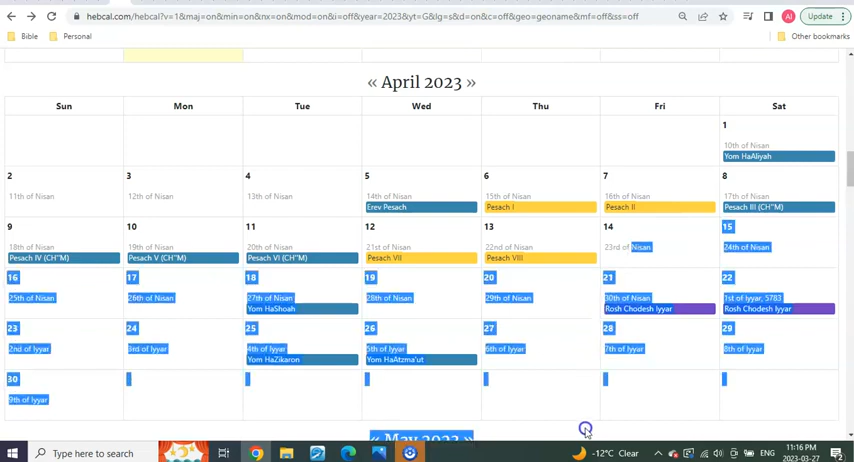 hebcal.com/hebcal?v=1&maj=on&min=on&nx=on&mod=on&i=off&year=2023&yt=G&lg=s&d=on&c=off&geo=geoname&mf=off&ss=off
AI
Update
Bible
Personal
Other bookmarks
« April 2023 »
Sun Mon Tue Wed Thu Fri Sat
1
10th of Nisan
Yom HaAliyah
2 3 4 5 6 7 8
11th of Nisan 12th of Nisan 13th of Nisan 14th of Nisan 15th of Nisan 16th of Nisan 17th of Nisan
Erev Pesach Pesach I Pesach II Pesach III (CH"M)
9 10 11 12 13 14 15
18th of Nisan 19th of Nisan 20th of Nisan 21st of Nisan 22nd of Nisan 23rd of Nisan 24th of Nisan
Pesach IV (CH"M) Pesach V (CH"M) Pesach VI (CH"M) Pesach VII Pesach VIII
16 17 18 19 20 21 22
25th of Nisan 26th of Nisan 27th of Nisan 28th of Nisan 29th of Nisan 30th of Nisan 1st of Iyyar, 5783
Yom HaShoah Rosh Chodesh Iyyar Rosh Chodesh Iyyar
23 24 25 26 27 28 29
2nd of Iyyar 3rd of Iyyar 4th of Iyyar 5th of Iyyar 6th of Iyyar 7th of Iyyar 8th of Iyyar
Yom HaZikaron Yom HaAtzma'ut
30
9th of Iyyar
« May 2023 »
Type here to search
-12°C Clear
ENG
11:16 PM
2023-03-27
2